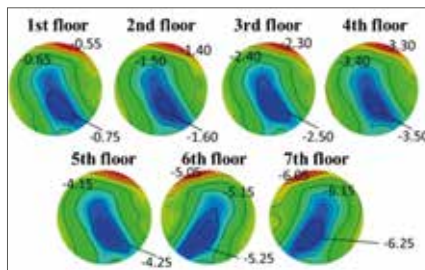 1st floor 2nd floor 3rd floor 4th floor
-0.55 -1.40 -2.30 -3.30
-0.65 -1.50 -2.40 -3.40
-0.75 -1.60 -2.50 -3.50
5th floor 6th floor 7th floor
-4.15 -5.05 -5.15 -6.05 -6.15
-4.25 -5.25 -6.25